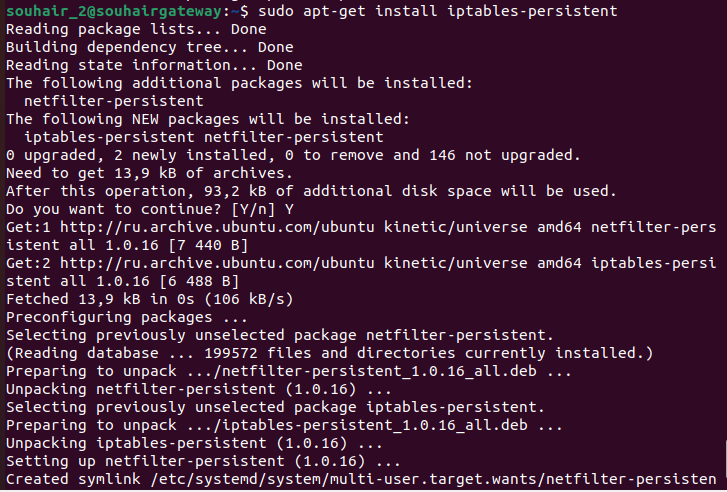 souhair_2@souhairgateway:~$ sudo apt-get install iptables-persistent
Reading package lists... Done
Building dependency tree... Done
Reading state information... Done
The following additional packages will be installed:
  netfilter-persistent
The following NEW packages will be installed:
  iptables-persistent netfilter-persistent
0 upgraded, 2 newly installed, 0 to remove and 146 not upgraded.
Need to get 13,9 kB of archives.
After this operation, 93,2 kB of additional disk space will be used.
Do you want to continue? [Y/n] Y
Get:1 http://ru.archive.ubuntu.com/ubuntu kinetic/universe amd64 netfilter-pers
istent all 1.0.16 [7 440 B]
Get:2 http://ru.archive.ubuntu.com/ubuntu kinetic/universe amd64 iptables-persi
stent all 1.0.16 [6 488 B]
Fetched 13,9 kB in 0s (106 kB/s)
Preconfiguring packages ...
Selecting previously unselected package netfilter-persistent.
(Reading database ... 199572 files and directories currently installed.)
Preparing to unpack .../netfilter-persistent_1.0.16_all.deb ...
Unpacking netfilter-persistent (1.0.16) ...
Selecting previously unselected package iptables-persistent.
Preparing to unpack .../iptables-persistent_1.0.16_all.deb ...
Unpacking iptables-persistent (1.0.16) ...
Setting up netfilter-persistent (1.0.16) ...
Created symlink /etc/systemd/system/multi-user.target.wants/netfilter-persisten